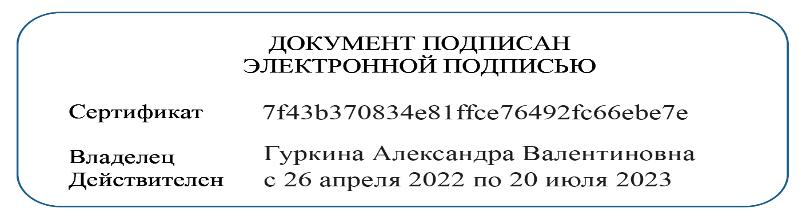 ДОКУМЕНТ ПОДПИСАН
ЭЛЕКТРОННОЙ ПОДПИСЬЮ
Сертификат 7f43b370834e81ffce76492fc66ebe7e
Владелец Гуркина Александра Валентиновна
Действителен с 26 апреля 2022 по 20 июля 2023